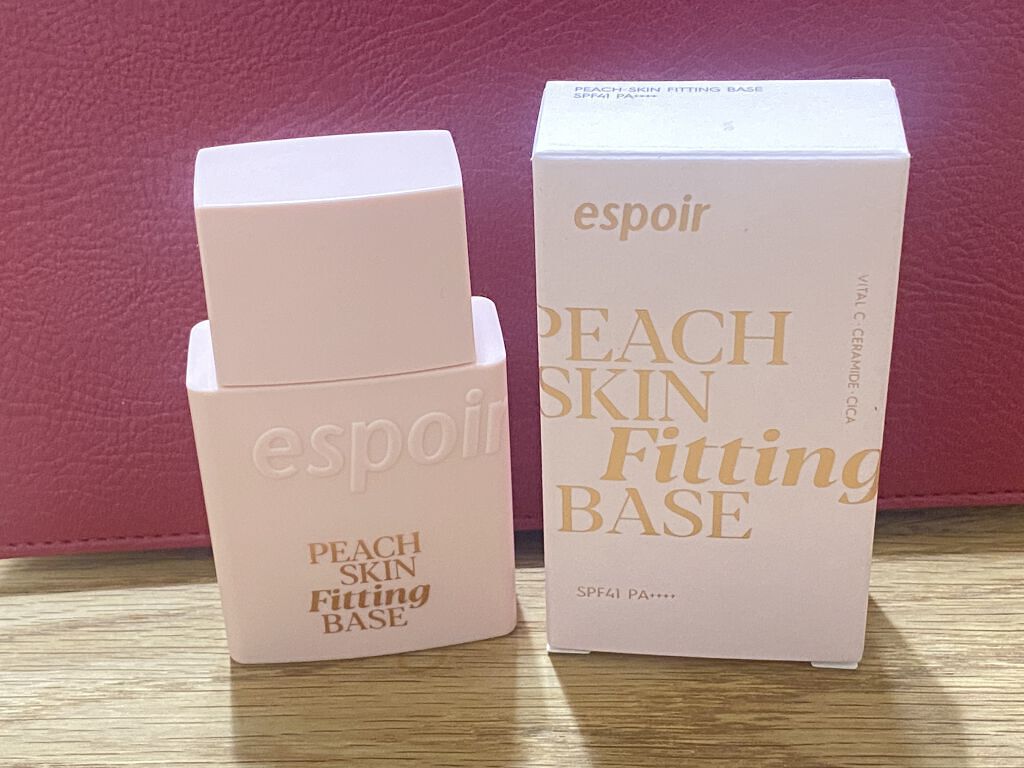 espoir
PEACH
SKIN
Fitting
BASE
PEACH-SKIN FITTING BASE
SPF41 PA++++
espoir
PEACH
SKIN
Fitting
BASE
VITAL C · CERAMIDE · CICA
SPF41 PA++++